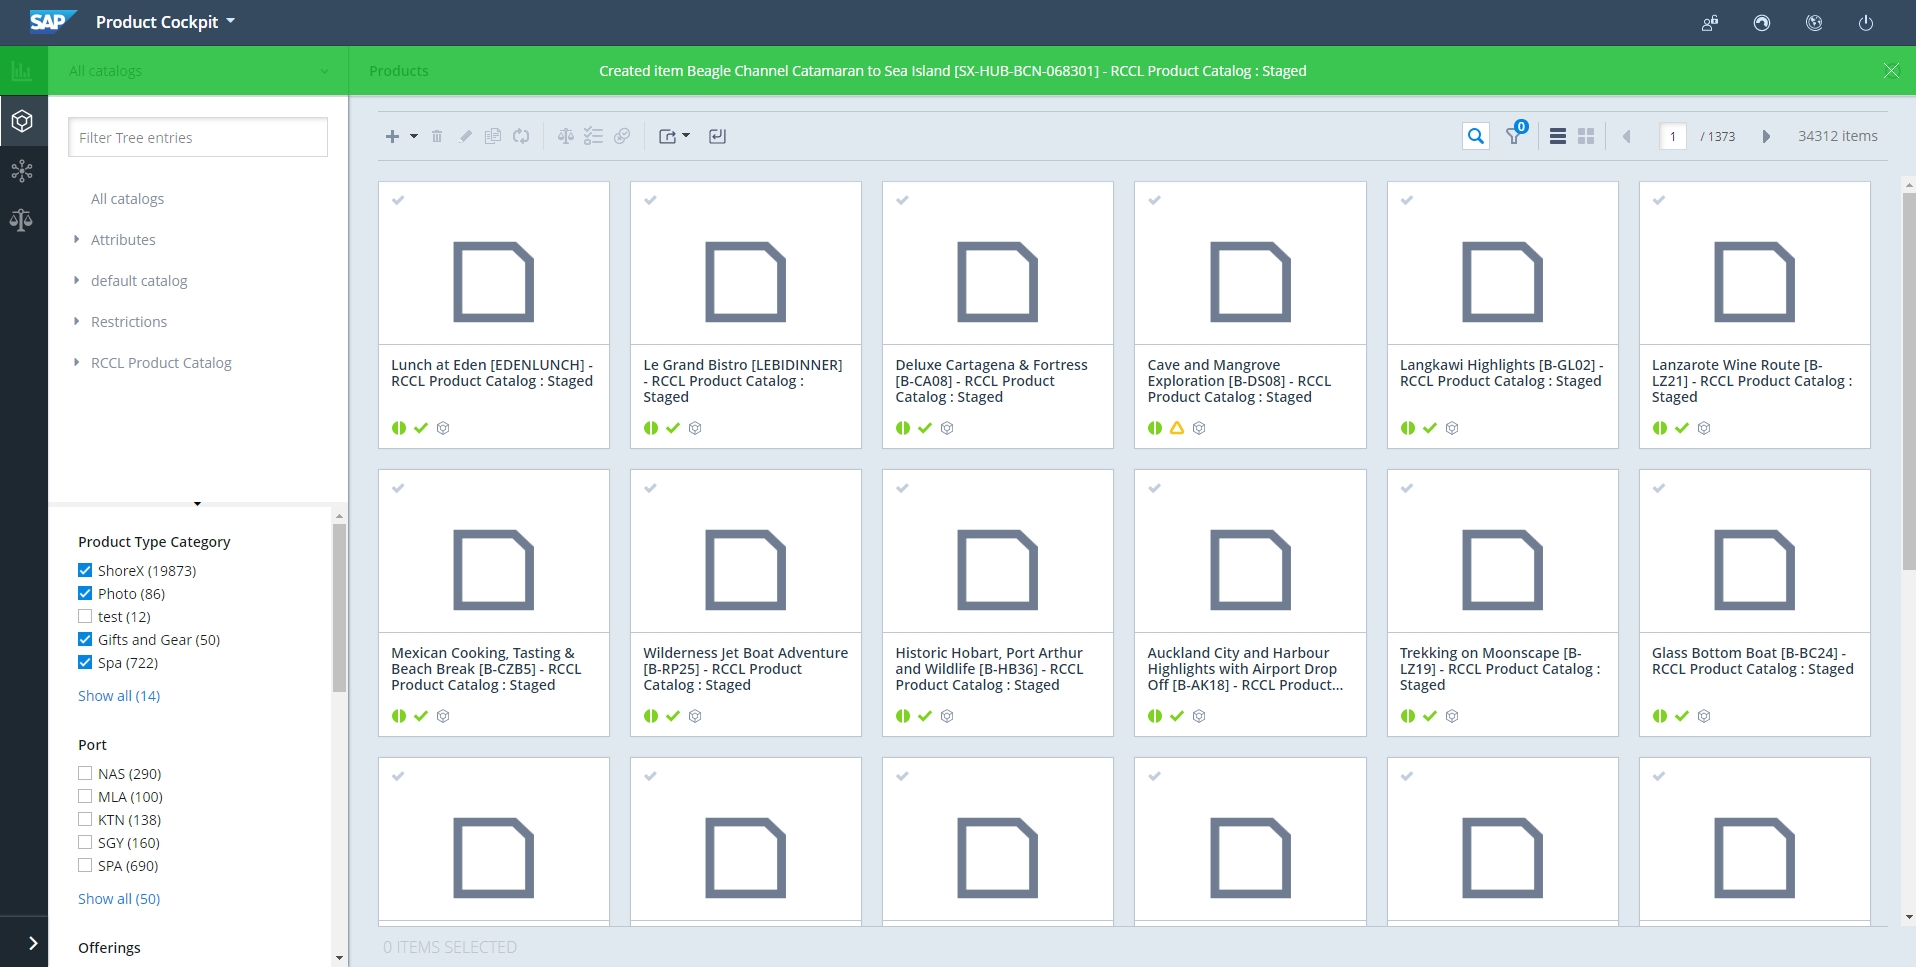 SAP Product Cockpit
All catalogs
Products
Created item Beagle Channel Catamaran to Sea Island [SX-HUB-BCN-068301] - RCCL Product Catalog : Staged
Filter Tree entries
0
1
/ 1373
34312 items
All catalogs
Attributes
default catalog
Restrictions
RCCL Product Catalog
Product Type Category
ShoreX (19873)
Photo (86)
test (12)
Gifts and Gear (50)
Spa (722)
Show all (14)
Port
NAS (290)
MLA (100)
KTN (138)
SGY (160)
SPA (690)
Show all (50)
Offerings
Lunch at Eden [EDENLUNCH] -
RCCL Product Catalog : Staged
Le Grand Bistro [LEBIDINNER]
- RCCL Product Catalog :
Staged
Deluxe Cartagena & Fortress
[B-CA08] - RCCL Product
Catalog : Staged
Cave and Mangrove
Exploration [B-DS08] - RCCL
Product Catalog : Staged
Langkawi Highlights [B-GL02] -
RCCL Product Catalog : Staged
Lanzarote Wine Route [B-
LZ21] - RCCL Product Catalog :
Staged
Mexican Cooking, Tasting &
Beach Break [B-CZB5] - RCCL
Product Catalog : Staged
Wilderness Jet Boat Adventure
[B-RP25] - RCCL Product
Catalog : Staged
Historic Hobart, Port Arthur
and Wildlife [B-HB36] - RCCL
Product Catalog : Staged
Auckland City and Harbour
Highlights with Airport Drop
Off [B-AK18] - RCCL Product...
Trekking on Moonscape [B-
LZ19] - RCCL Product Catalog :
Staged
Glass Bottom Boat [B-BC24] -
RCCL Product Catalog : Staged
0 ITEMS SELECTED